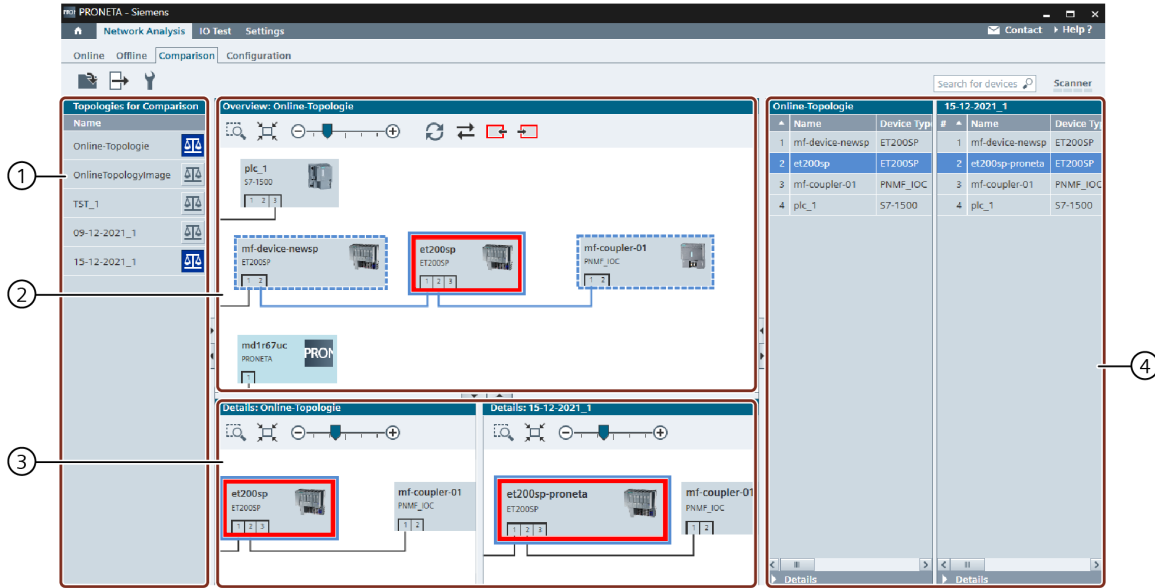 PRONETA - Siemens
Network Analysis IO Test Settings Contact Help ?
Online Offline Comparison Configuration
Search for devices Scanner
Topologies for Comparison
Name
Online-Topologie
OnlineTopologyImage
TST_1
09-12-2021_1
15-12-2021_1
Overview: Online-Topologie
plc_1
S7-1500
1 2 3
mf-device-newsp
ET200SP
1 2
et200sp
ET200SP
1 2 3
mf-coupler-01
PNMF_IOC
1 2
md1r67uc
PRONETA
1
Details: Online-Topologie
et200sp
ET200SP
1 2 3
mf-coupler-01
PNMF_IOC
1 2
Details: 15-12-2021_1
et200sp-proneta
ET200SP
1 2 3
mf-coupler-01
PNMF_IOC
1 2
Online-Topologie
Name Device Type
1 mf-device-newsp ET200SP
2 et200sp ET200SP
3 mf-coupler-01 PNMF_IOC
4 plc_1 S7-1500
Details
15-12-2021_1
# Name Device Ty
1 mf-device-newsp ET200SP
2 et200sp-proneta ET200SP
3 mf-coupler-01 PNMF_IOC
4 plc_1 S7-1500
Details
1
2
3
4